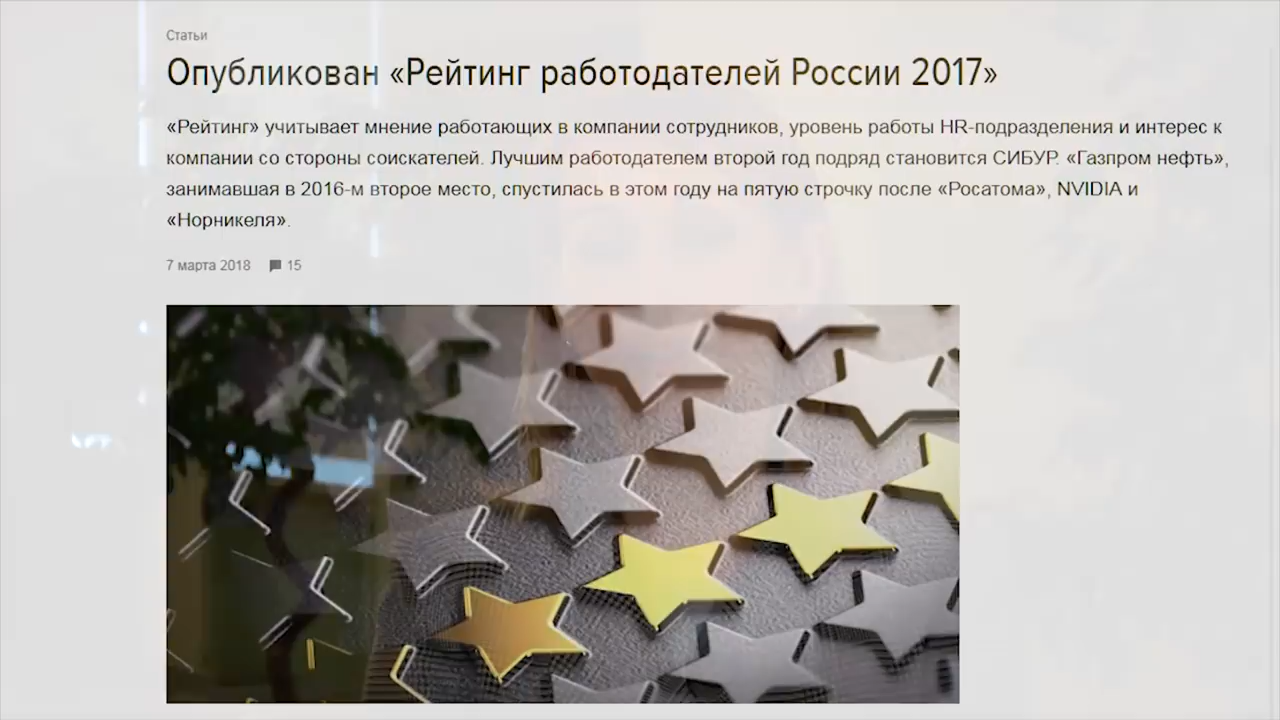 Статьи
Опубликован «Рейтинг работодателей России 2017»
«Рейтинг» учитывает мнение работающих в компании сотрудников, уровень работы HR-подразделения и интерес к
компании со стороны соискателей. Лучшим работодателем второй год подряд становится СИБУР. «Газпром нефть»,
занимавшая в 2016-м второе место, спустилась в этом году на пятую строчку после «Росатома», NVIDIA и
«Норникеля».
7 марта 2018 15